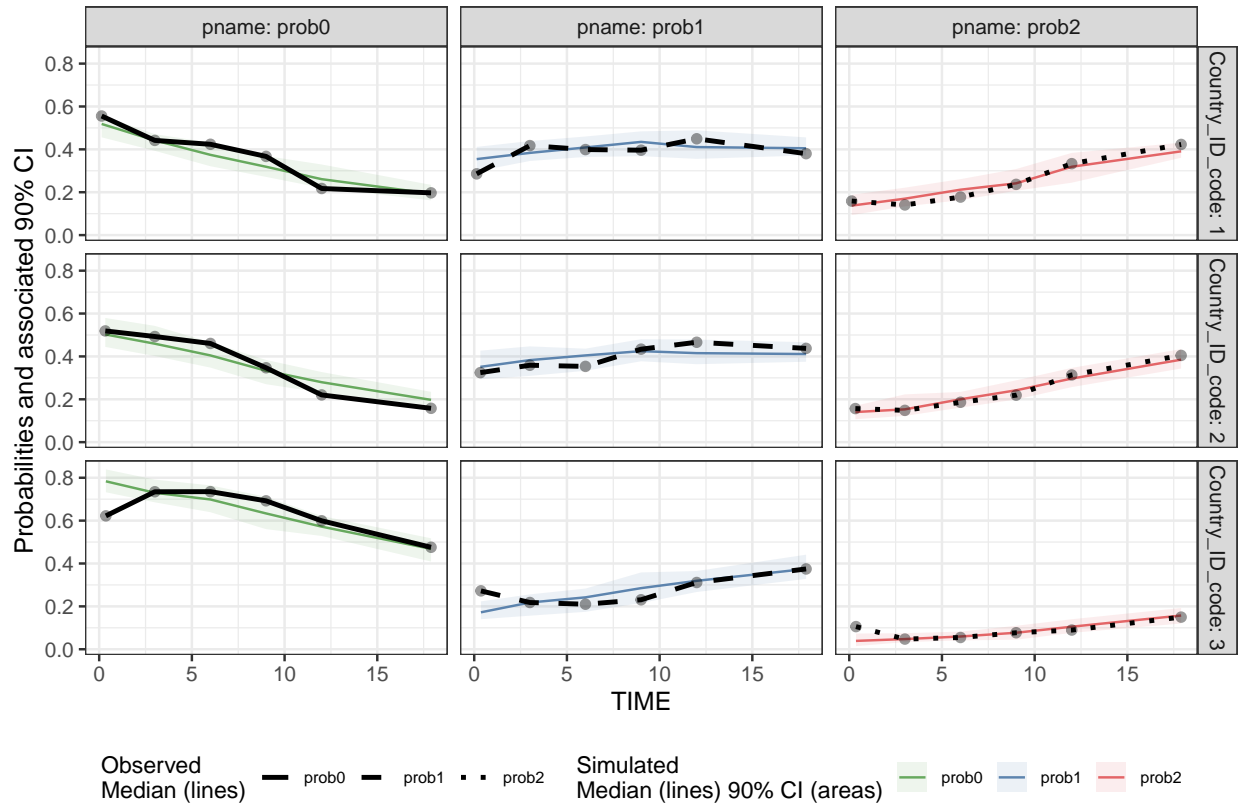 pname: prob0 pname: prob1 pname: prob2
Probabilities and associated 90% CI
0.8
0.6
0.4
0.2
0.0
Country_ID_code: 1
0.8
0.6
0.4
0.2
0.0
Country_ID_code: 2
0.8
0.6
0.4
0.2
0.0
Country_ID_code: 3
0 5 10 15 0 5 10 15 0 5 10 15
TIME
Observed
Median (lines)
prob0 prob1 prob2
Simulated
Median (lines) 90% CI (areas)
prob0 prob1 prob2